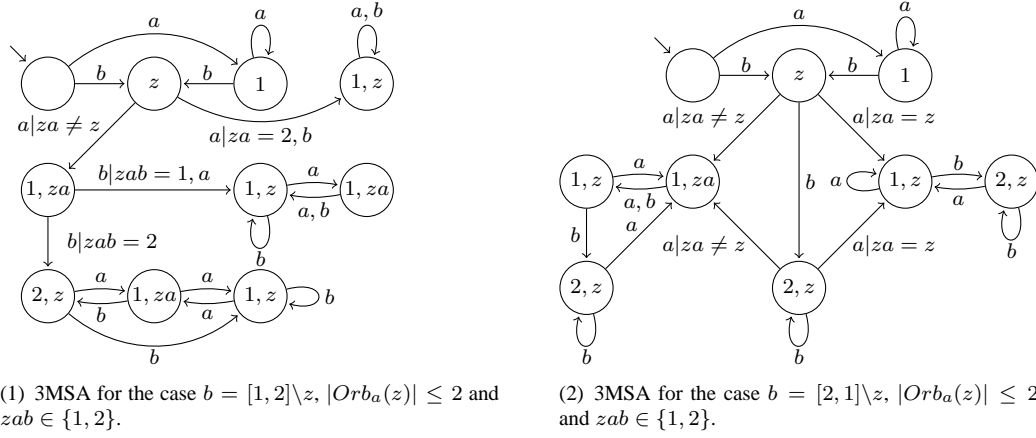 a a a, b a
b z b 1 1, z b z b 1
a|za ≠ z a|za = 2, b a|za ≠ z a|za = z
1, za b|zab = 1, a 1, z a 1, za 1, z a 1, za b a 1, z b 2, z
a, b a, b a
b b a b
b|zab = 2 a|za ≠ z a|za = z
2, z a 1, za a 1, z b 2, z 2, z
b a
b b b
(1) 3MSA for the case b = [1, 2]\z, |Orb_a(z)| ≤ 2 and
zab ∈ {1, 2}.
(2) 3MSA for the case b = [2, 1]\z, |Orb_a(z)| ≤ 2
and zab ∈ {1, 2}.